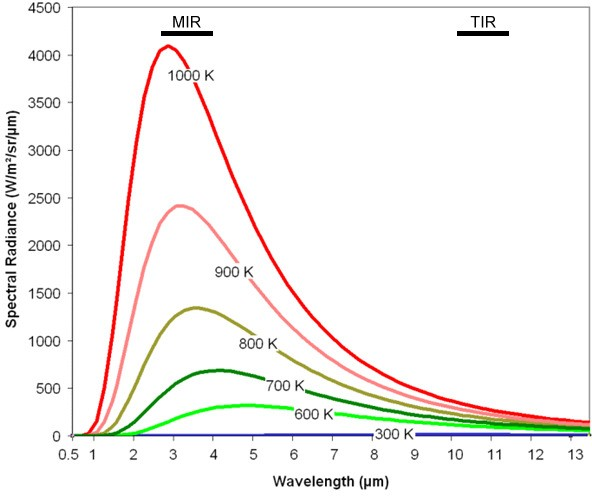 MIR TIR
4500
4000
3500
3000
2500
2000
1500
1000
500
0
Spectral Radiance (W/m²/sr/µm)
1000 K
900 K
800 K
700 K
600 K
300 K
0.5 1 2 3 4 5 6 7 8 9 10 11 12 13
Wavelength (µm)